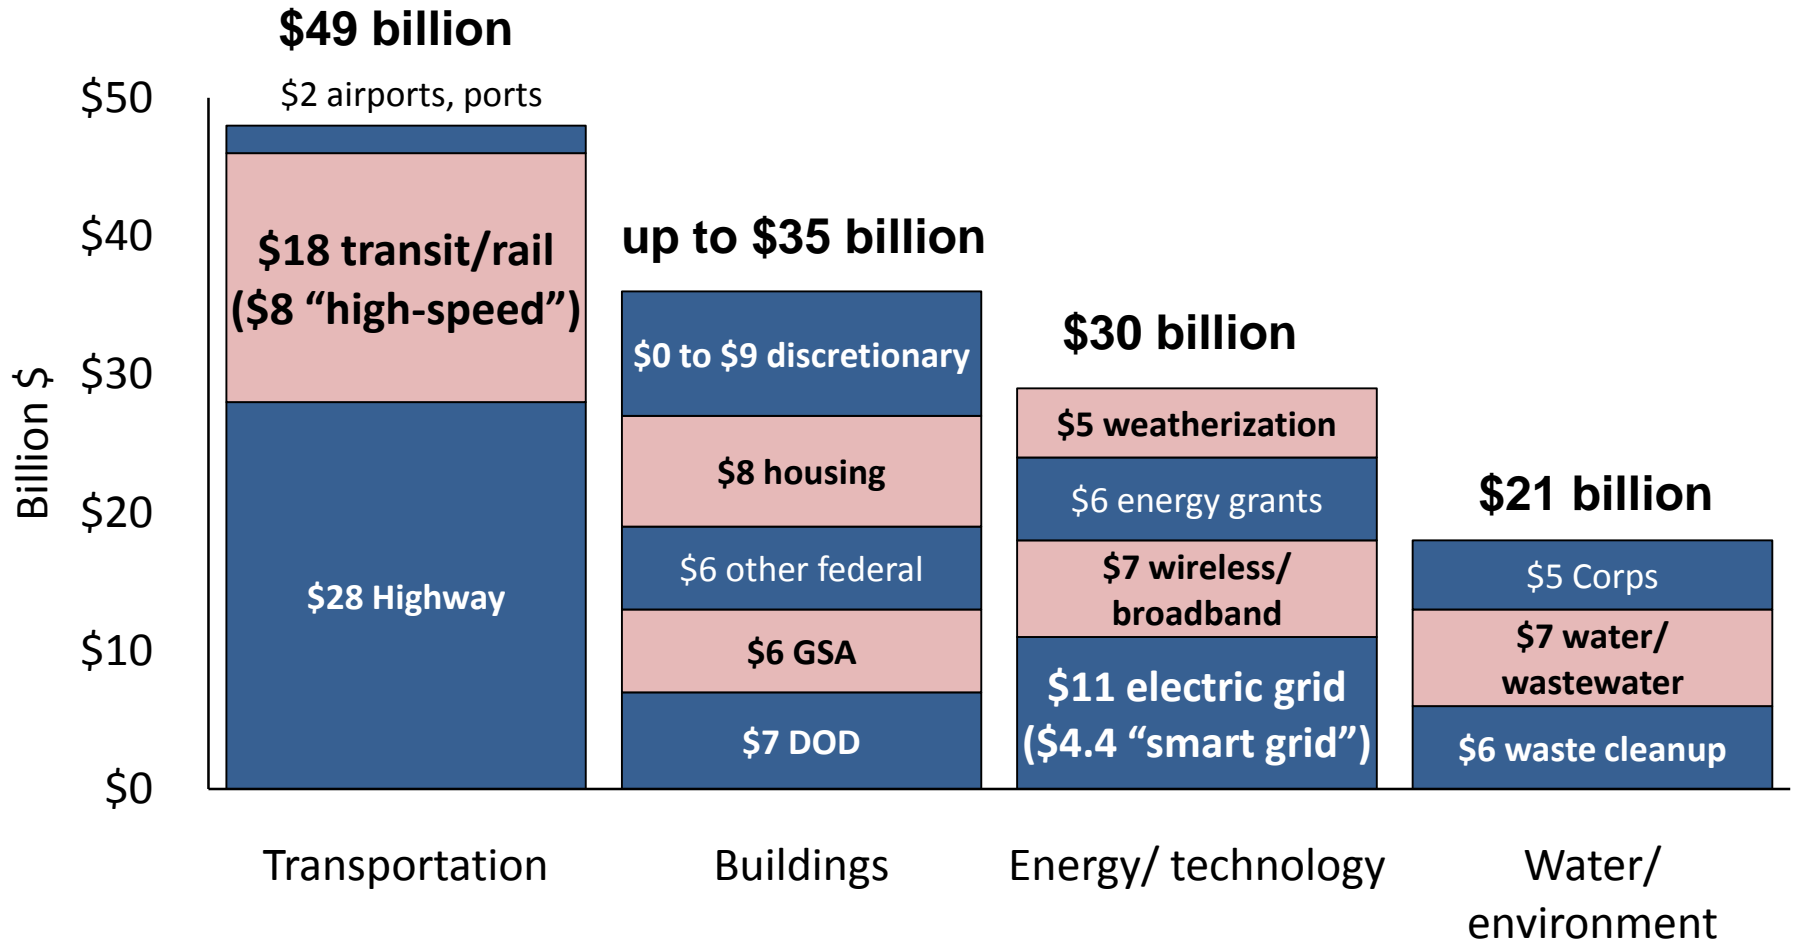 $49 billion
$2 airports, ports
$50
$40
$30
$20
$10
$0
Billion $
$18 transit/rail
($8 “high-speed”)
$28 Highway
up to $35 billion
$0 to $9 discretionary
$8 housing
$6 other federal
$6 GSA
$7 DOD
$30 billion
$5 weatherization
$6 energy grants
$7 wireless/
broadband
$11 electric grid
($4.4 “smart grid”)
$21 billion
$5 Corps
$7 water/
wastewater
$6 waste cleanup
Transportation
Buildings
Energy/ technology
Water/
environment